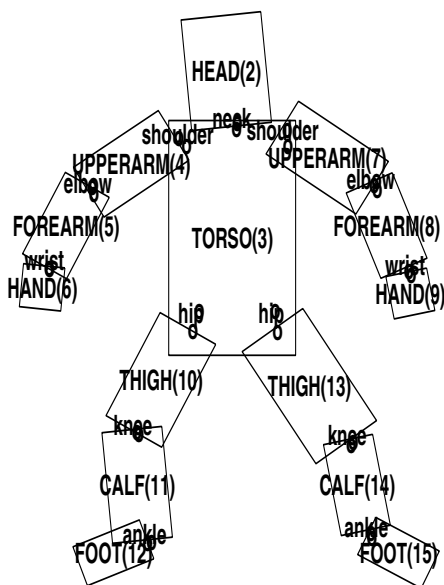 HEAD(2)
neck
shoulder
shoulder
UPPERARM(4)
UPPERARM(7)
elbow
elbow
FOREARM(5)
TORSO(3)
FOREARM(8)
wrist
wrist
HAND(6)
HAND(9)
hip
hip
THIGH(10)
THIGH(13)
knee
knee
CALF(11)
CALF(14)
ankle
ankle
FOOT(12)
FOOT(15)